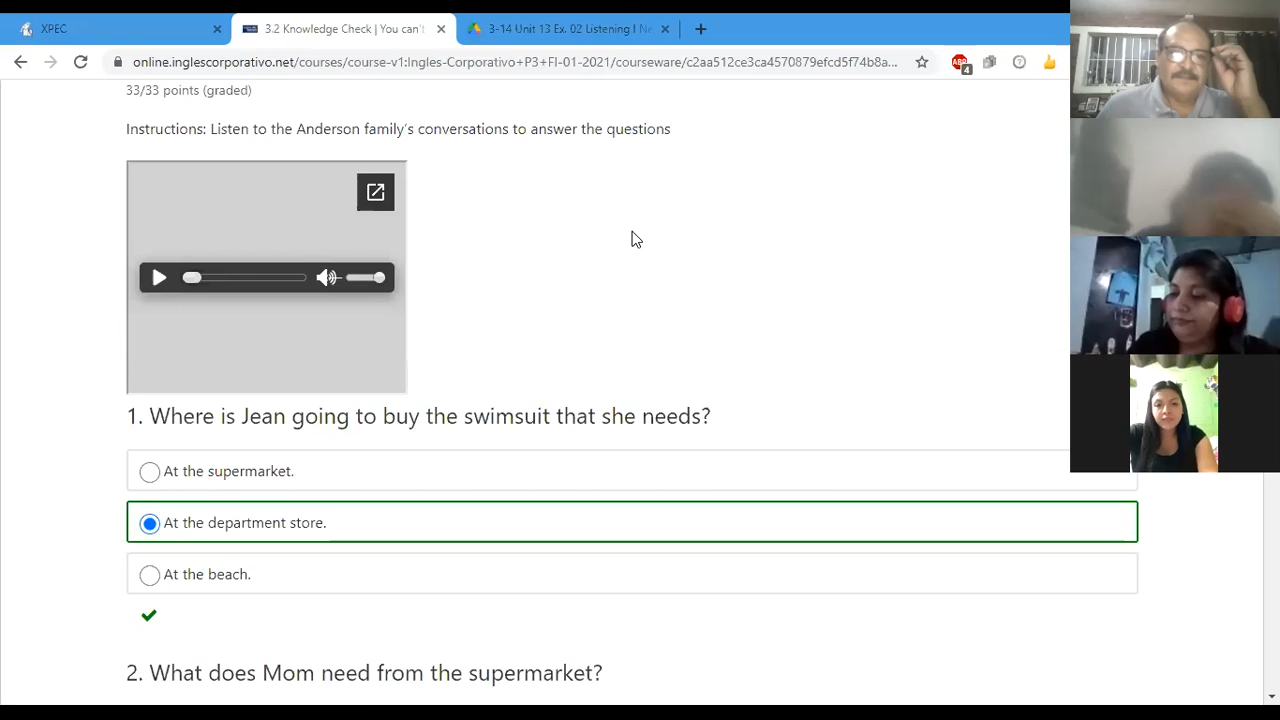 XPEC
3.2 Knowledge Check | You can't
3-14 Unit 13 Ex. 02 Listening I Ne
online.inglescorporativo.net/courses/course-v1:Ingles-Corporativo+P3+FI-01-2021/courseware/c2aa512ce3ca4570879efcd5f74b8a...
ABP
4
33/33 points (graded)
Instructions: Listen to the Anderson family's conversations to answer the questions
1. Where is Jean going to buy the swimsuit that she needs?
At the supermarket.
At the department store.
At the beach.
2. What does Mom need from the supermarket?